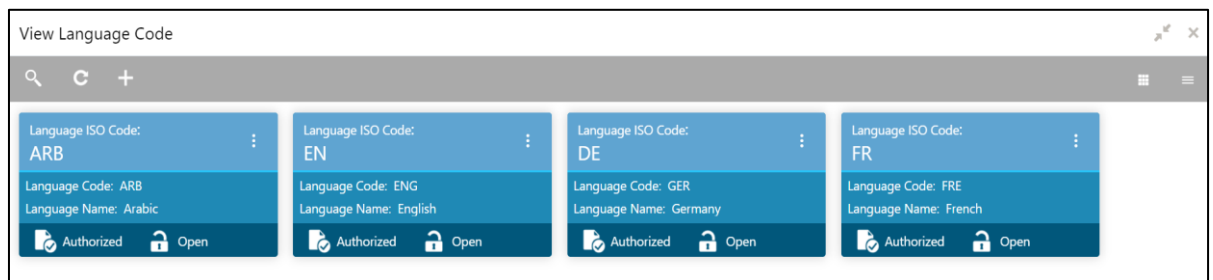 View Language Code
Language ISO Code:
ARB
Language Code: ARB
Language Name: Arabic
Authorized Open
Language ISO Code:
EN
Language Code: ENG
Language Name: English
Authorized Open
Language ISO Code:
DE
Language Code: GER
Language Name: Germany
Authorized Open
Language ISO Code:
FR
Language Code: FRE
Language Name: French
Authorized Open